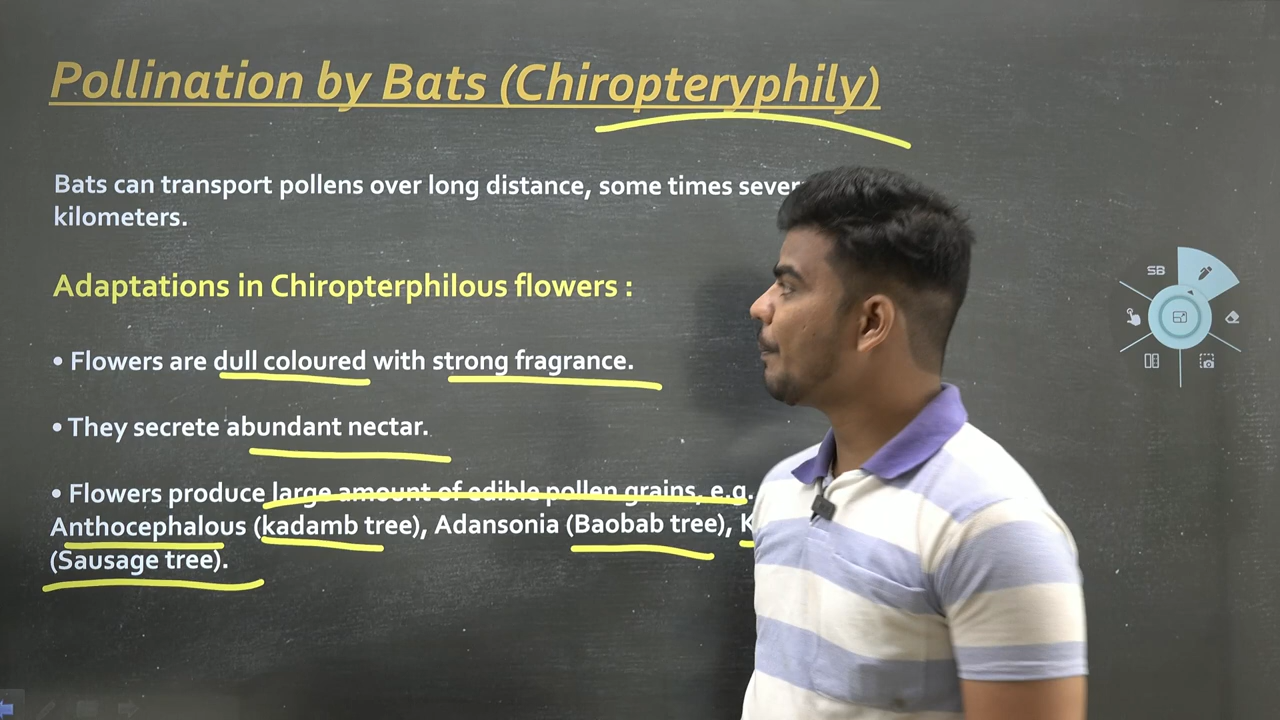 Pollination by Bats (Chiropteryphily)
Bats can transport pollens over long distance, some times
kilometers.
Adaptations in Chiropterphilous flowers :
• Flowers are dull coloured with strong fragrance.
• They secrete abundant nectar.
• Flowers produce large amount of edible pollen grains, e.g.
Anthocephalous (kadamb tree), Adansonia (Baobab tree),
(Sausage tree).
SB